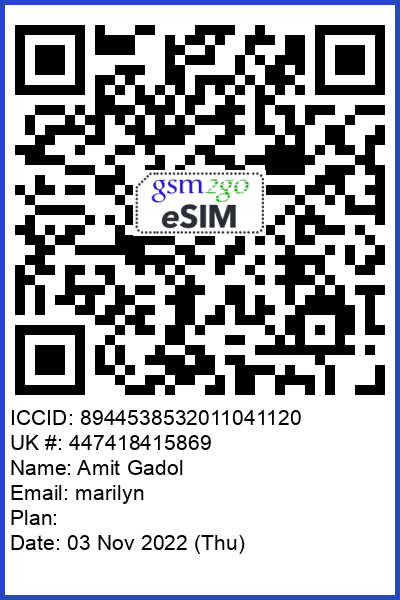 gsm2go
eSIM
ICCID: 8944538532011041120
UK #: 447418415869
Name: Amit Gadol
Email: marilyn
Plan:
Date: 03 Nov 2022 (Thu)